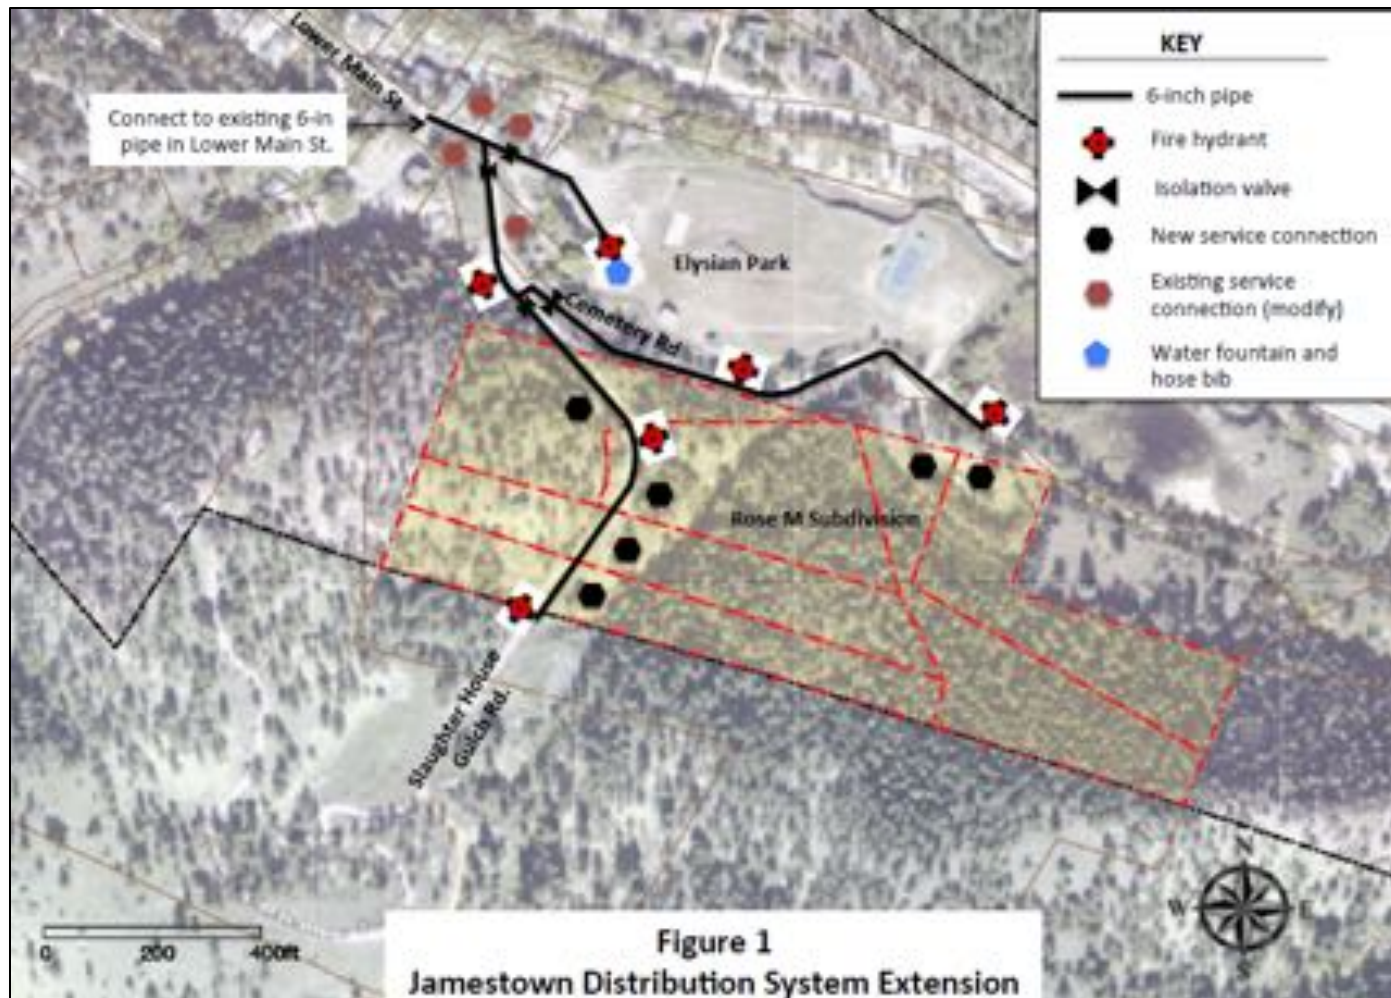 Lower Main St.
Connect to existing 6-in
pipe in Lower Main St.
KEY
6-inch pipe
Fire hydrant
Isolation valve
New service connection
Existing service
connection (modify)
Water fountain and
hose bib
Elysian Park
Cemetery Rd
Rose M Subdivision
Slaughter House
Gulch Rd.
N
W
E
S
0
200
400ft
Figure 1
Jamestown Distribution System Extension